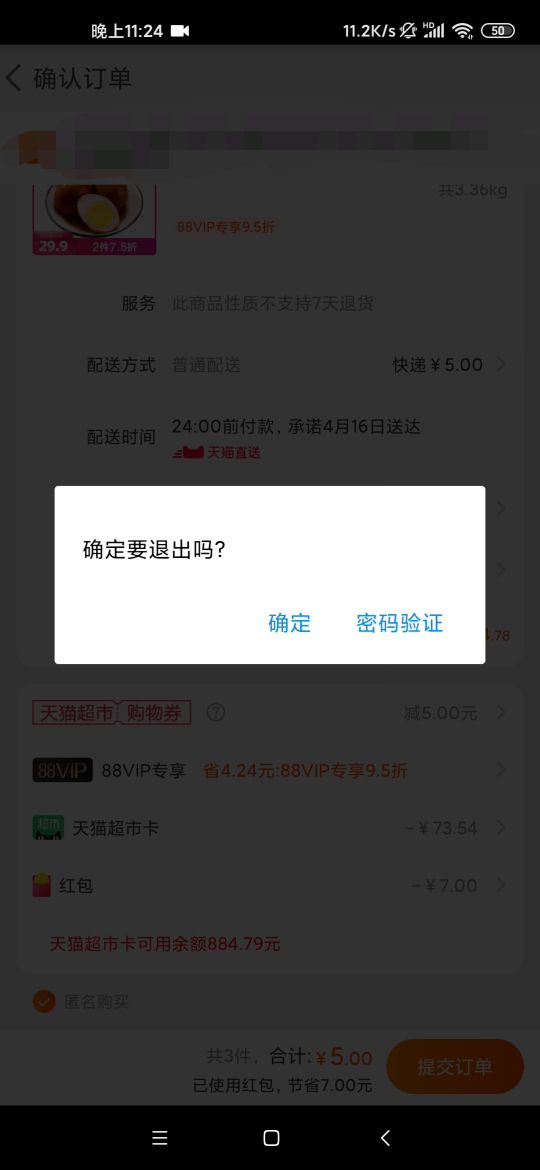 晚上11:24
11.2K/s HD 50
确认订单
共3.36kg
88VIP专享9.5折
29.9 2件7.5折
服务 此商品性质不支持7天退货
配送方式 普通配送 快递¥5.00
配送时间 24:00前付款，承诺4月16日送达
天猫直送
确定要退出吗?
确定 密码验证
.78
天猫超市 购物券 ? 减5.00元
88VIP 88VIP专享 省4.24元:88VIP专享9.5折
超市 天猫超市卡 -¥73.54
红包 -¥7.00
天猫超市卡可用余额884.79元
匿名购买
共3件，合计:¥5.00 提交订单
已使用红包，节省7.00元